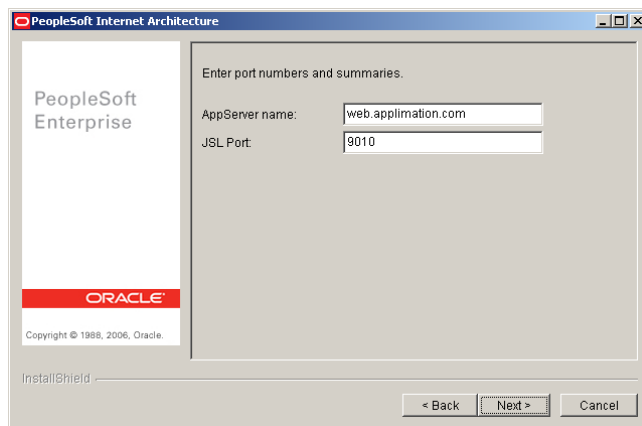 PeopleSoft Internet Architecture
PeopleSoft
Enterprise
Enter port numbers and summaries.
AppServer name: web.applimation.com
JSL Port: 9010
ORACLE
Copyright © 1988, 2006, Oracle.
InstallShield
< Back Next > Cancel